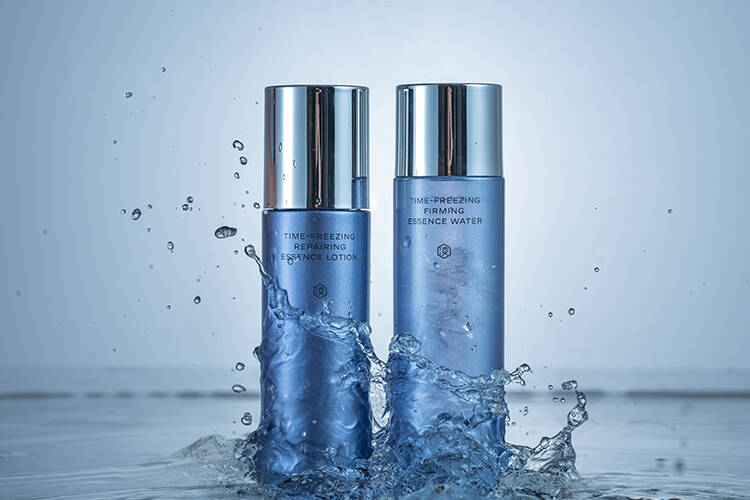 TIME-FREEZING
REPAIRING
ESSENCE LOTION
TIME-FREEZING
FIRMING
ESSENCE WATER